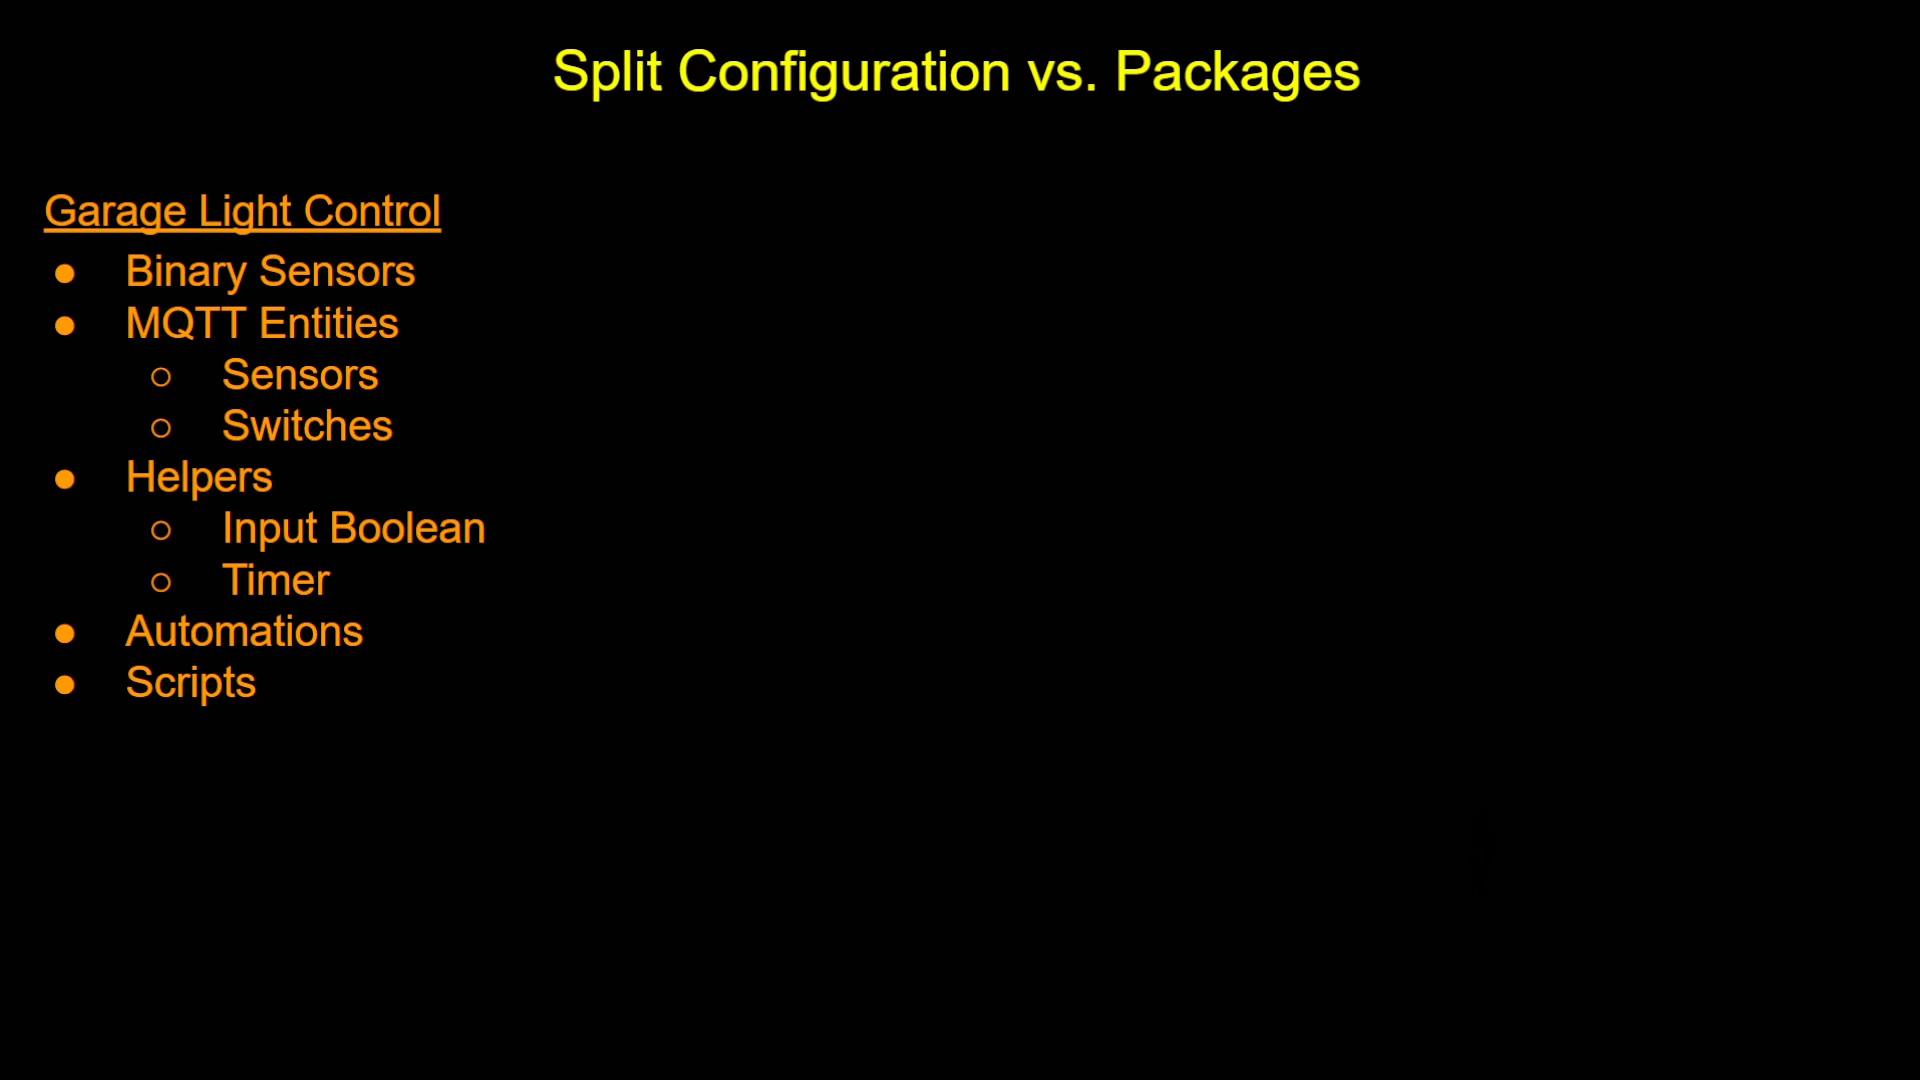 Split Configuration vs. Packages
Garage Light Control
● Binary Sensors
● MQTT Entities
○ Sensors
○ Switches
● Helpers
○ Input Boolean
○ Timer
● Automations
● Scripts